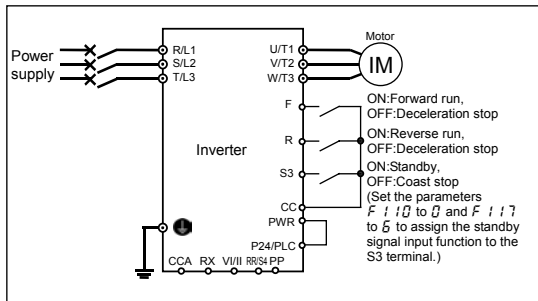 Motor
Power
supply
R/L1
S/L2
T/L3
U/T1
V/T2
W/T3
IM
F
ON:Forward run,
OFF:Deceleration stop
R
ON:Reverse run,
OFF:Deceleration stop
Inverter
S3
ON:Standby,
OFF:Coast stop
(Set the parameters
F 110 to 0 and F 117
to 6 to assign the standby
signal input function to the
S3 terminal.)
CC
PWR
P24/PLC
CCA RX VI/II RR/S4 PP